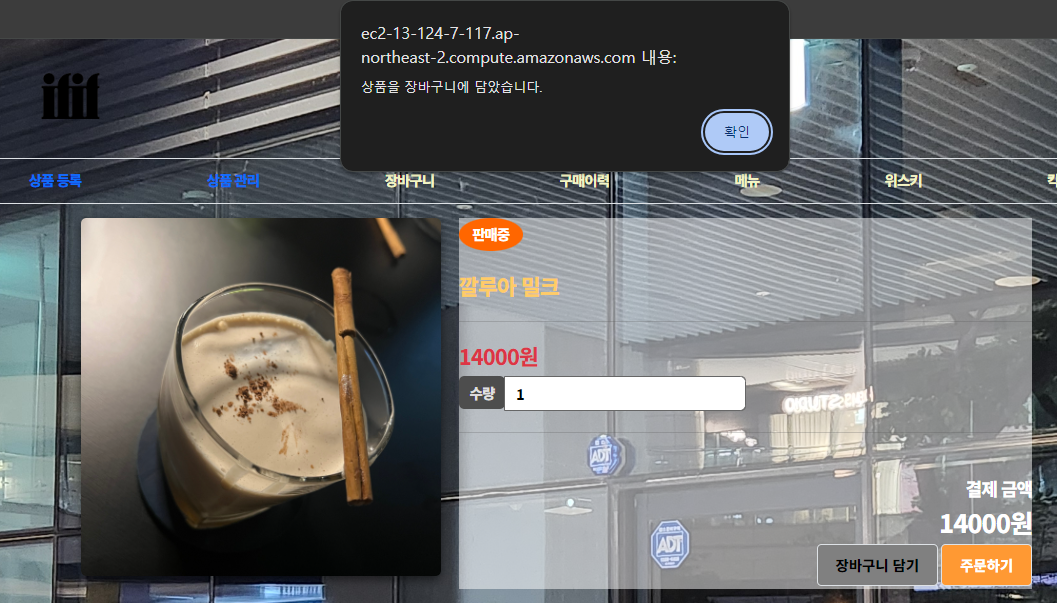 ec2-13-124-7-117.ap-
northeast-2.compute.amazonaws.com 내용:
상품을 장바구니에 담았습니다.
확인
ifif
상품 등록 상품 관리 장바구니 구매이력 메뉴 위스키
판매중
깔루아 밀크
14000원
수량 1
ADT
결제 금액
14000원
ADT
장바구니 담기 주문하기